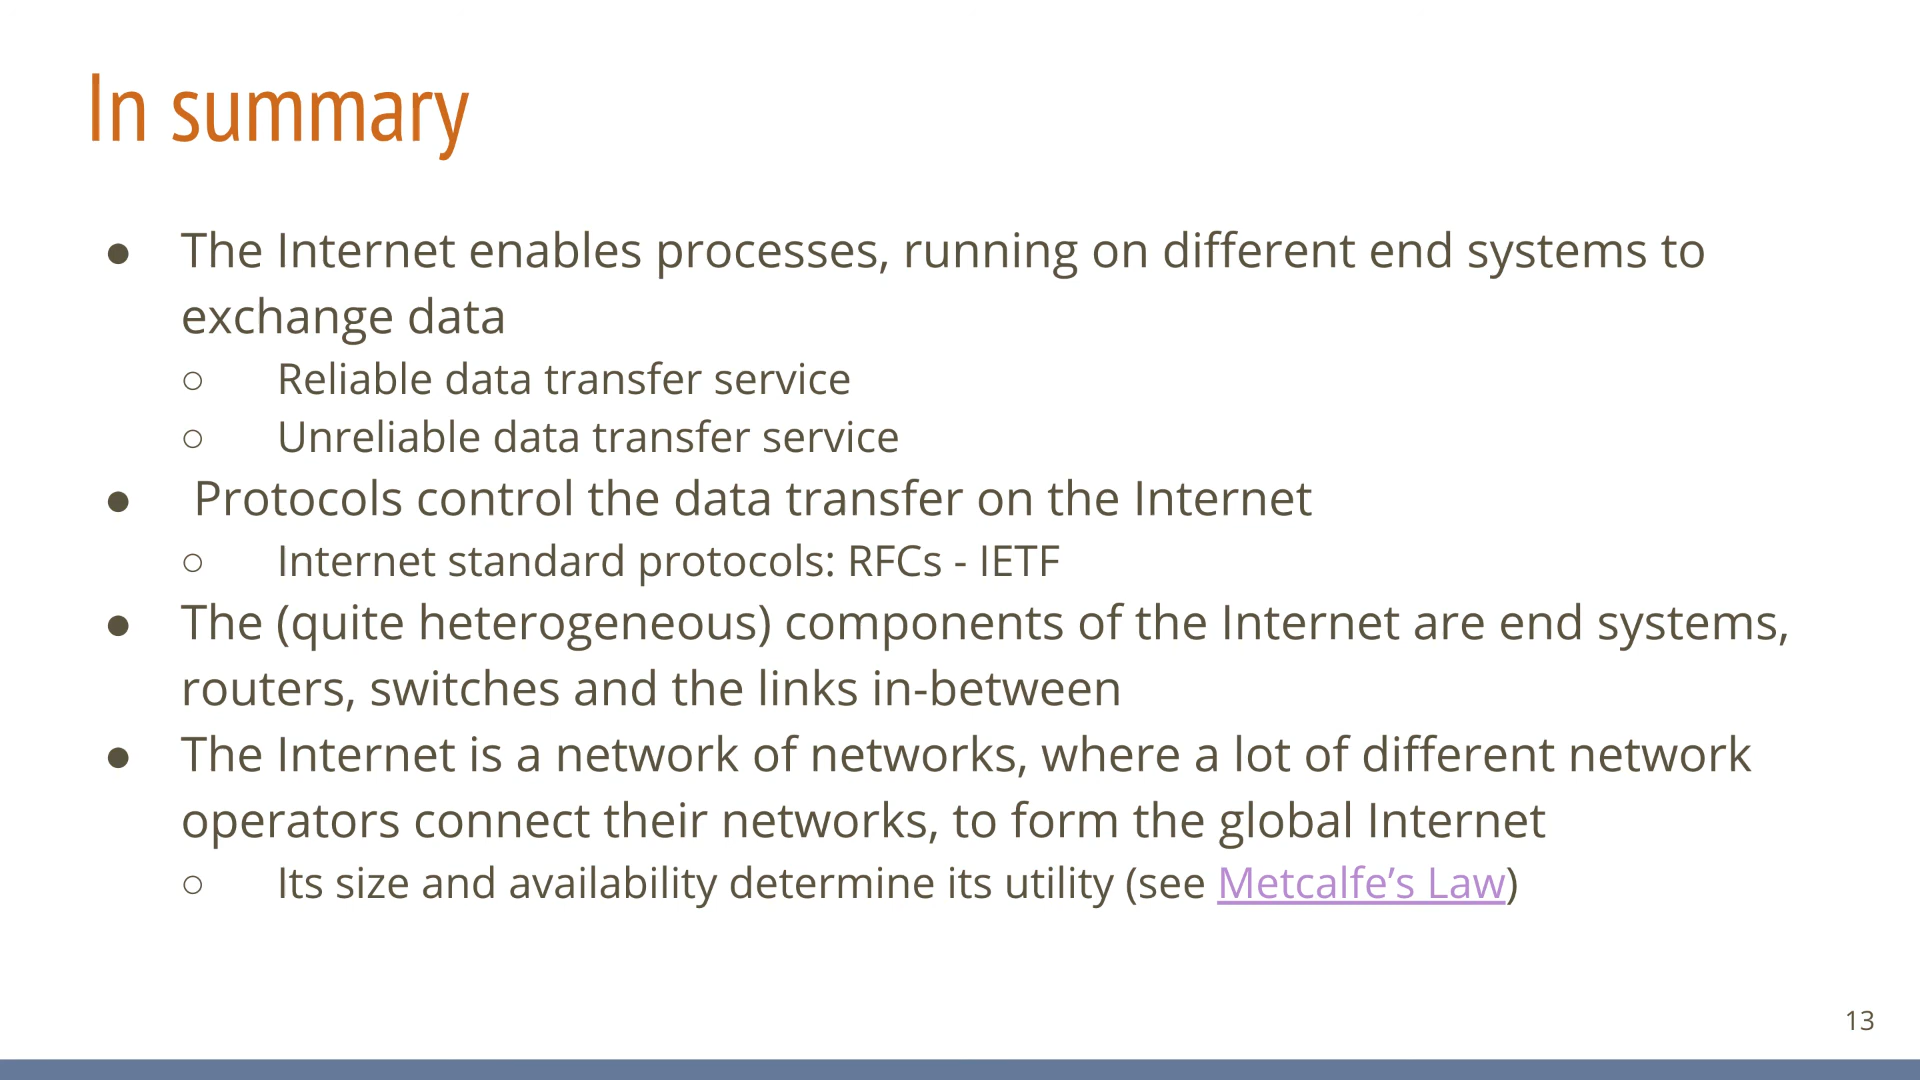 In summary
● The Internet enables processes, running on different end systems to
exchange data
○ Reliable data transfer service
○ Unreliable data transfer service
● Protocols control the data transfer on the Internet
○ Internet standard protocols: RFCs - IETF
● The (quite heterogeneous) components of the Internet are end systems,
routers, switches and the links in-between
● The Internet is a network of networks, where a lot of different network
operators connect their networks, to form the global Internet
○ Its size and availability determine its utility (see Metcalfe’s Law)
13